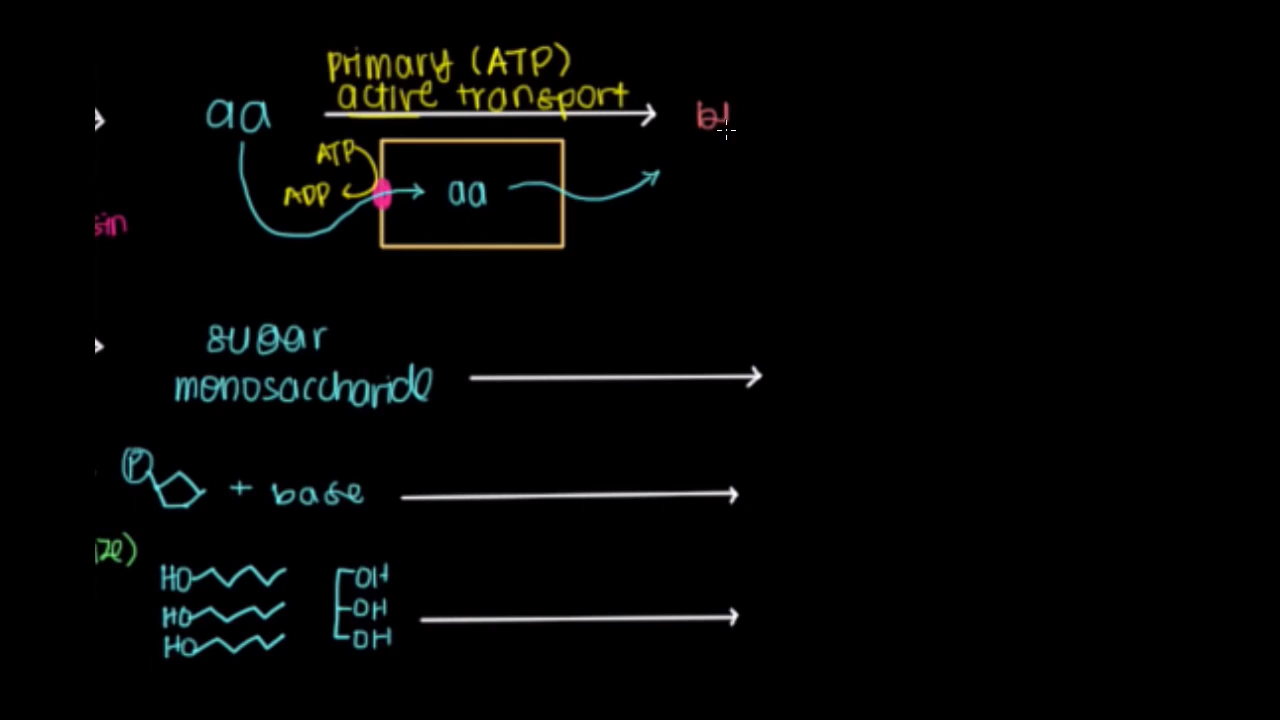 primary (ATP)
active transport
aa
bl
ATP
ADP
aa
sin
sugar
monosaccharide
P
+ base
ze)
HO
HO
HO
OH
OH
OH